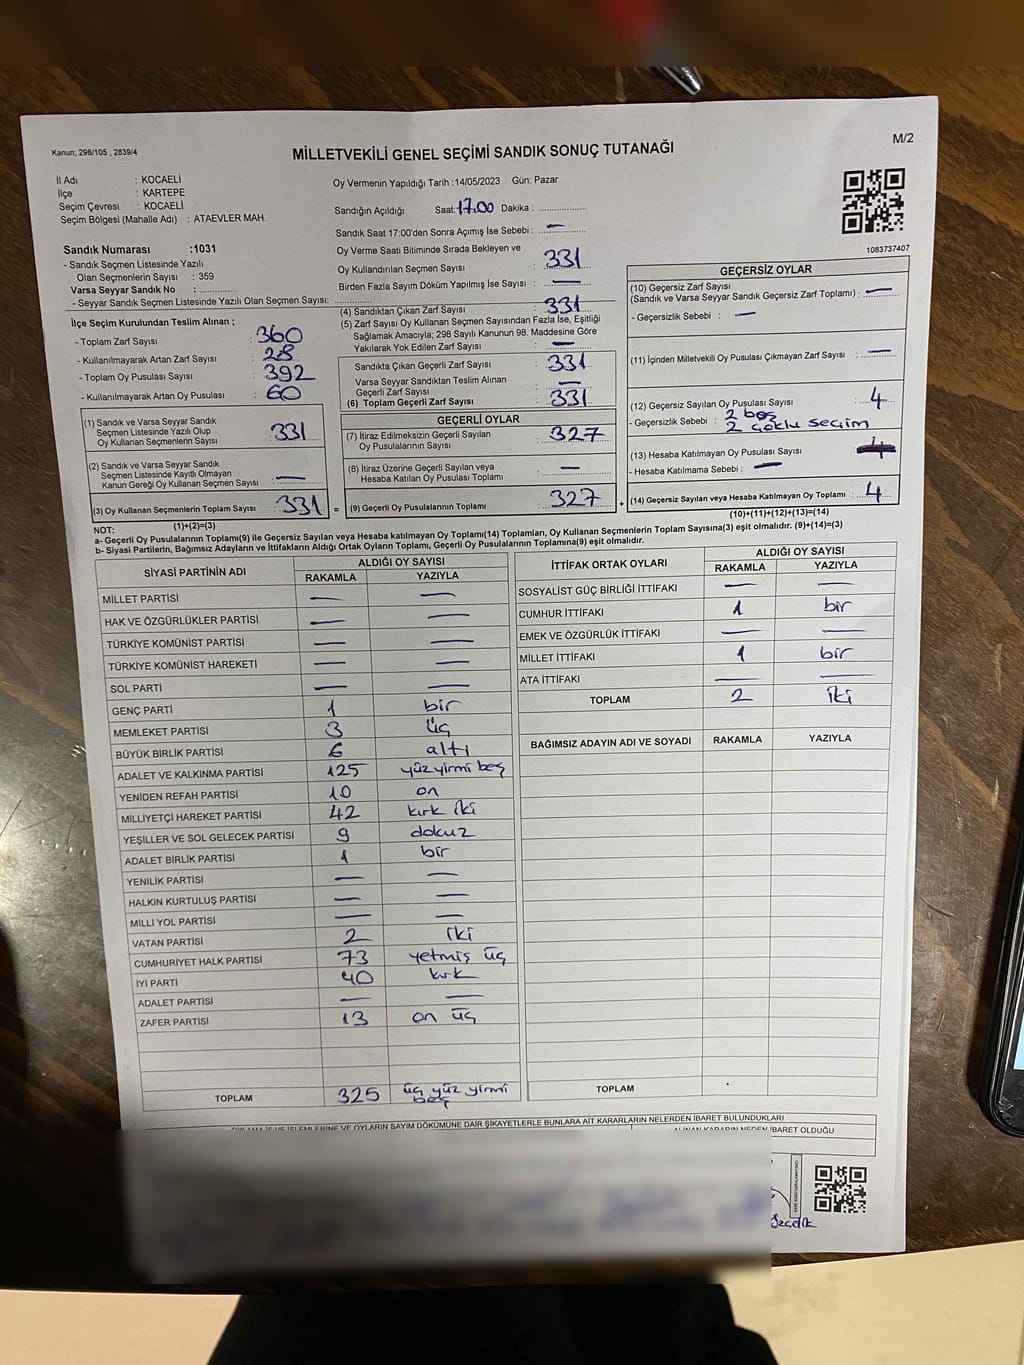 Kanun; 298/105 , 2839/4
M/2
MİLLETVEKİLİ GENEL SEÇİMİ SANDIK SONUÇ TUTANAĞI
İl Adı : KOCAELİ
İlçe : KARTEPE
Seçim Çevresi : KOCAELİ
Seçim Bölgesi (Mahalle Adı) : ATAEVLER MAH.
Sandık Numarası :1031
- Sandık Seçmen Listesinde Yazılı
Olan Seçmenlerin Sayısı : 359
Varsa Seyyar Sandık No :
- Seyyar Sandık Seçmen Listesinde Yazılı Olan Seçmen Sayısı:
Oy Vermenin Yapıldığı Tarih :14/05/2023 Gün: Pazar
Sandığın Açıldığı Saat:17.00 Dakika :
Sandık Saat 17:00'den Sonra Açımış İse Sebebi : —
Oy Verme Saati Bitiminde Sırada Bekleyen ve
Oy Kullandırılan Seçmen Sayısı : 331
Birden Fazla Sayım Döküm Yapılmış İse Sayısı : —
1083737407
İlçe Seçim Kurulundan Teslim Alınan ;
- Toplam Zarf Sayısı : 360
- Kullanılmayarak Artan Zarf Sayısı : 28
- Toplam Oy Pusulası Sayısı : 392
- Kullanılmayarak Artan Oy Pusulası : 60
(1) Sandık ve Varsa Seyyar Sandık
Seçmen Listesinde Yazılı Olup
Oy Kullanan Seçmenlerin Sayısı : 331
(2) Sandık ve Varsa Seyyar Sandık
Seçmen Listesinde Kayıtlı Olmayan
Kanun Gereği Oy Kullanan Seçmen Sayısı : —
(3) Oy Kullanan Seçmenlerin Toplam Sayısı : 331 =
(1)+(2)=(3)
(4) Sandıktan Çıkan Zarf Sayısı : 331
(5) Zarf Sayısı Oy Kullanan Seçmen Sayısından Fazla İse, Eşitliği
Sağlamak Amacıyla; 298 Sayılı Kanunun 98. Maddesine Göre
Yakılarak Yok Edilen Zarf Sayısı : —
Sandıkta Çıkan Geçerli Zarf Sayısı : 331
Varsa Seyyar Sandıktan Teslim Alınan
Geçerli Zarf Sayısı : —
(6) Toplam Geçerli Zarf Sayısı : 331
GEÇERLİ OYLAR
(7) İtiraz Edilmeksizin Geçerli Sayılan
Oy Pusulalarının Sayısı : 327
(8) İtiraz Üzerine Geçerli Sayılan veya
Hesaba Katılan Oy Pusulası Toplamı : —
(9) Geçerli Oy Pusulalarının Toplamı : 327 +
GEÇERSİZ OYLAR
(10) Geçersiz Zarf Sayısı
(Sandık ve Varsa Seyyar Sandık Geçersiz Zarf Toplamı) : —
- Geçersizlik Sebebi : —
(11) İçinden Milletvekili Oy Pusulası Çıkmayan Zarf Sayısı : —
(12) Geçersiz Sayılan Oy Pusulası Sayısı : 4
- Geçersizlik Sebebi : 2 boş
2 çoklu seçim
(13) Hesaba Katılmayan Oy Pusulası Sayısı : 4
- Hesaba Katılmama Sebebi : —
(14) Geçersiz Sayılan veya Hesaba Katılmayan Oy Toplamı : 4
(10)+(11)+(12)+(13)=(14)
NOT:
a- Geçerli Oy Pusulalarının Toplamı(9) ile Geçersiz Sayılan veya Hesaba katılmayan Oy Toplamı(14) Toplamları, Oy Kullanan Seçmenlerin Toplam Sayısına(3) eşit olmalıdır. (9)+(14)=(3)
b- Siyasi Partilerin, Bağımsız Adayların ve İttifakların Aldığı Ortak Oyların Toplamı, Geçerli Oy Pusulalarının Toplamına(9) eşit olmalıdır.
SİYASİ PARTİNİN ADI ALDIĞI OY SAYISI
RAKAMLA YAZIYLA
MİLLET PARTİSİ — —
HAK VE ÖZGÜRLÜKLER PARTİSİ — —
TÜRKİYE KOMÜNİST PARTİSİ — —
TÜRKİYE KOMÜNİST HAREKETİ — —
SOL PARTİ — —
GENÇ PARTİ 1 bir
MEMLEKET PARTİSİ 3 üç
BÜYÜK BİRLİK PARTİSİ 6 altı
ADALET VE KALKINMA PARTİSİ 125 yüz yirmi beş
YENİDEN REFAH PARTİSİ 10 on
MİLLİYETÇİ HAREKET PARTİSİ 42 kırk iki
YEŞİLLER VE SOL GELECEK PARTİSİ 9 dokuz
ADALET BİRLİK PARTİSİ 1 bir
YENİLİK PARTİSİ — —
HALKIN KURTULUŞ PARTİSİ — —
MİLLİ YOL PARTİSİ — —
VATAN PARTİSİ 2 iki
CUMHURİYET HALK PARTİSİ 73 yetmiş üç
İYİ PARTİ 40 kırk
ADALET PARTİSİ — —
ZAFER PARTİSİ 13 on üç
TOPLAM 325 üç yüz yirmi
beş
İTTİFAK ORTAK OYLARI ALDIĞI OY SAYISI
RAKAMLA YAZIYLA
SOSYALİST GÜÇ BİRLİĞİ İTTİFAKI — —
CUMHUR İTTİFAKI 1 bir
EMEK VE ÖZGÜRLÜK İTTİFAKI — —
MİLLET İTTİFAKI 1 bir
ATA İTTİFAKI — —
TOPLAM 2 iki
BAĞIMSIZ ADAYIN ADI VE SOYADI RAKAMLA YAZIYLA
TOPLAM
OYLAMA İŞ VE İŞLEMLERİNE VE OYLARIN SAYIM DÖKÜMÜNE DAİR ŞİKAYETLERLE BUNLARA AİT KARARLARIN NELERDEN İBARET BULUNDUKLARI
ALINAN KARARIN NEDEN İBARET OLDUĞU